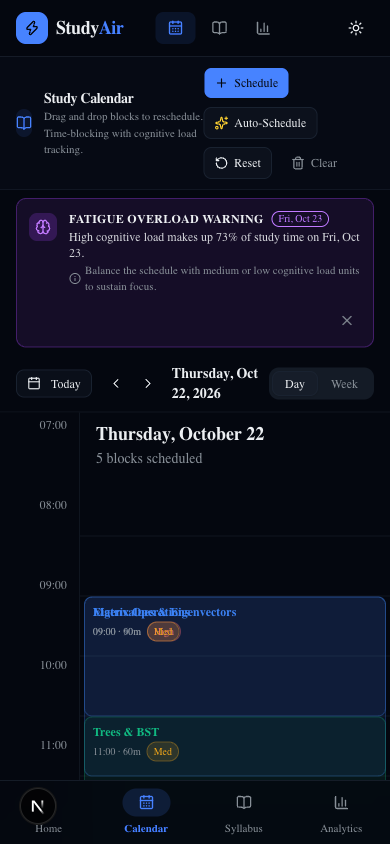 StudyAir
Study Calendar
Drag and drop blocks to reschedule.
Time-blocking with cognitive load
tracking.
Schedule
Auto-Schedule
Reset
Clear
FATIGUE OVERLOAD WARNING
Fri, Oct 23
High cognitive load makes up 73% of study time on Fri, Oct
23.
Balance the schedule with medium or low cognitive load units
to sustain focus.
Today
Thursday, Oct
22, 2026
Day
Week
07:00
Thursday, October 22
5 blocks scheduled
08:00
09:00
09:00
10:00
Trees & BST
11:00 · 60m
Med
11:00
N
Home
Calendar
Syllabus
Analytics